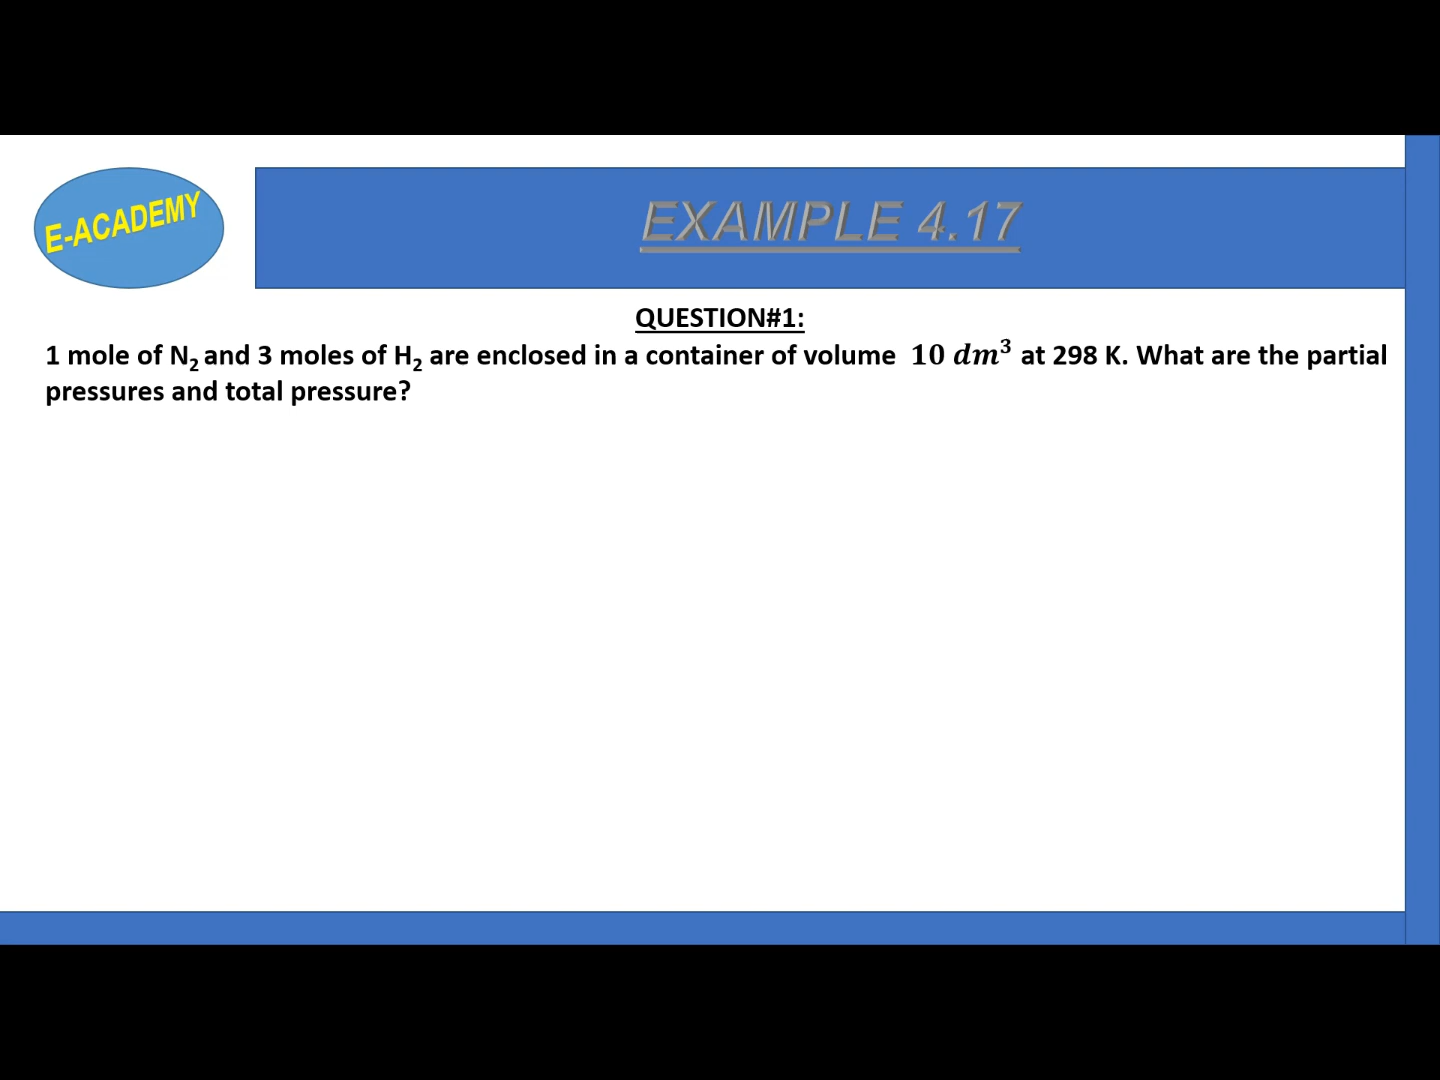 E-ACADEMY
EXAMPLE 4.17
QUESTION#1:
1 mole of N₂ and 3 moles of H₂ are enclosed in a container of volume 10 dm³ at 298 K. What are the partial
pressures and total pressure?